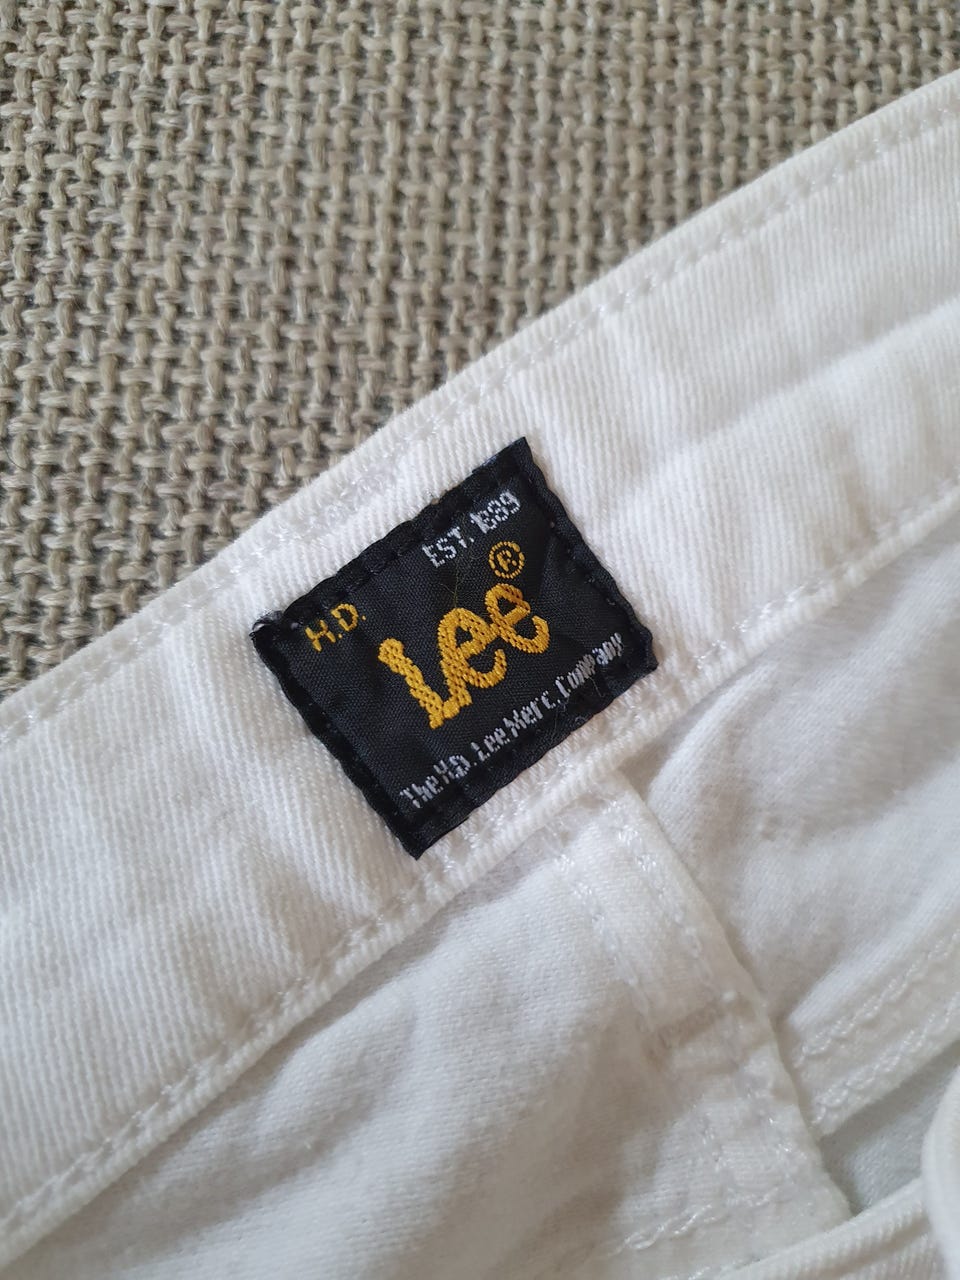 EST. 1889
H.D.
Lee®
The H.D. Lee Merc. Company